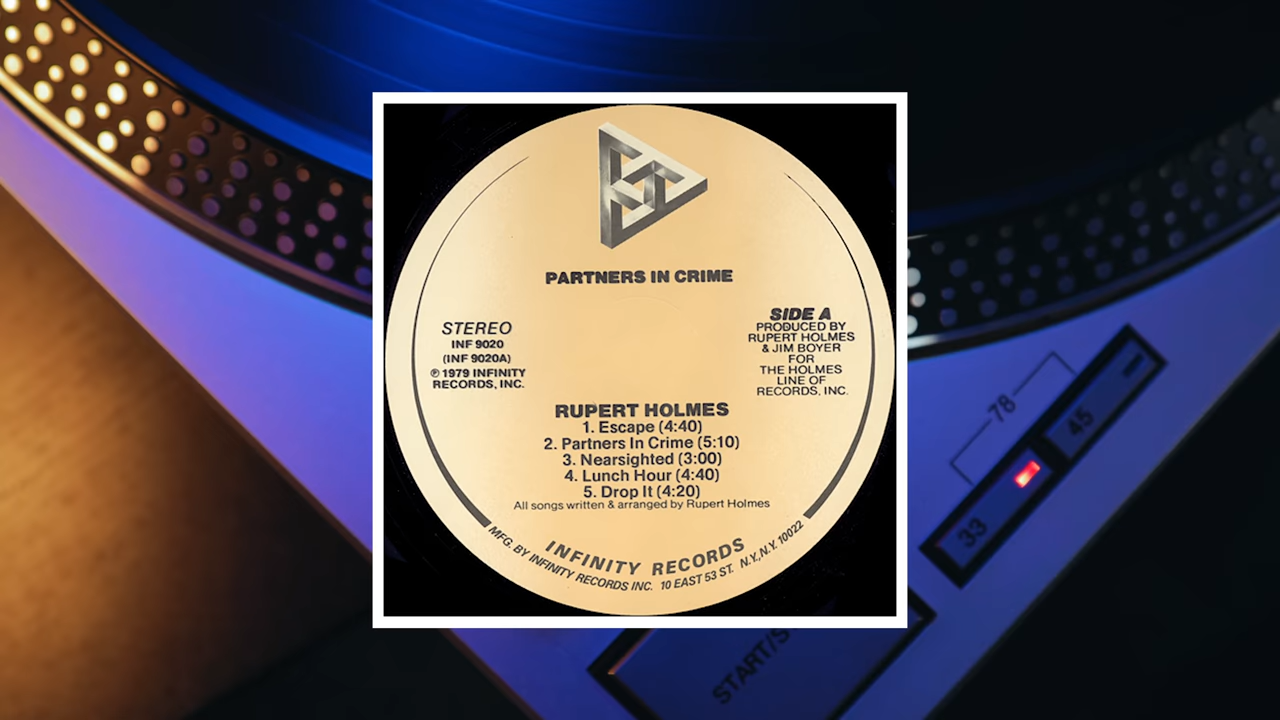 PARTNERS IN CRIME
STEREO
INF 9020
(INF 9020A)
℗ 1979 INFINITY
RECORDS, INC.
SIDE A
PRODUCED BY
RUPERT HOLMES
& JIM BOYER
FOR
THE HOLMES
LINE OF
RECORDS, INC.
RUPERT HOLMES
1. Escape (4:40)
2. Partners In Crime (5:10)
3. Nearsighted (3:00)
4. Lunch Hour (4:40)
5. Drop It (4:20)
All songs written & arranged by Rupert Holmes
INFINITY RECORDS
MFG. BY INFINITY RECORDS INC. 10 EAST 53 ST. N.Y., N.Y. 10022
78
45
33
START/S